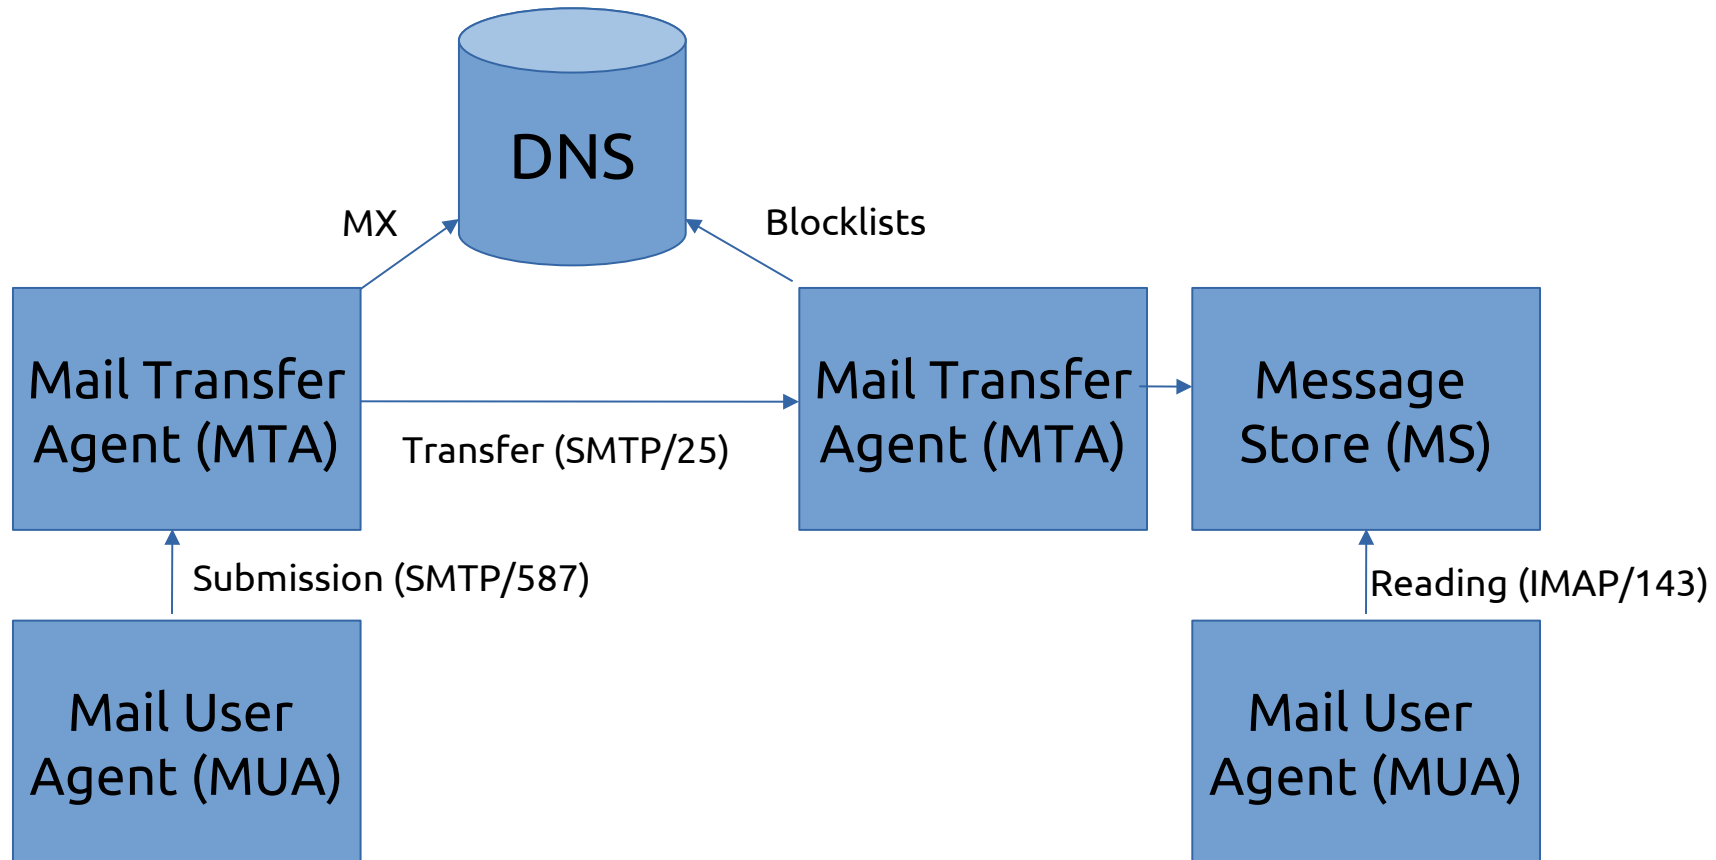 DNS
MX
Blocklists
Mail Transfer
Agent (MTA)
Transfer (SMTP/25)
Mail Transfer
Agent (MTA)
Message
Store (MS)
Submission (SMTP/587)
Reading (IMAP/143)
Mail User
Agent (MUA)
Mail User
Agent (MUA)